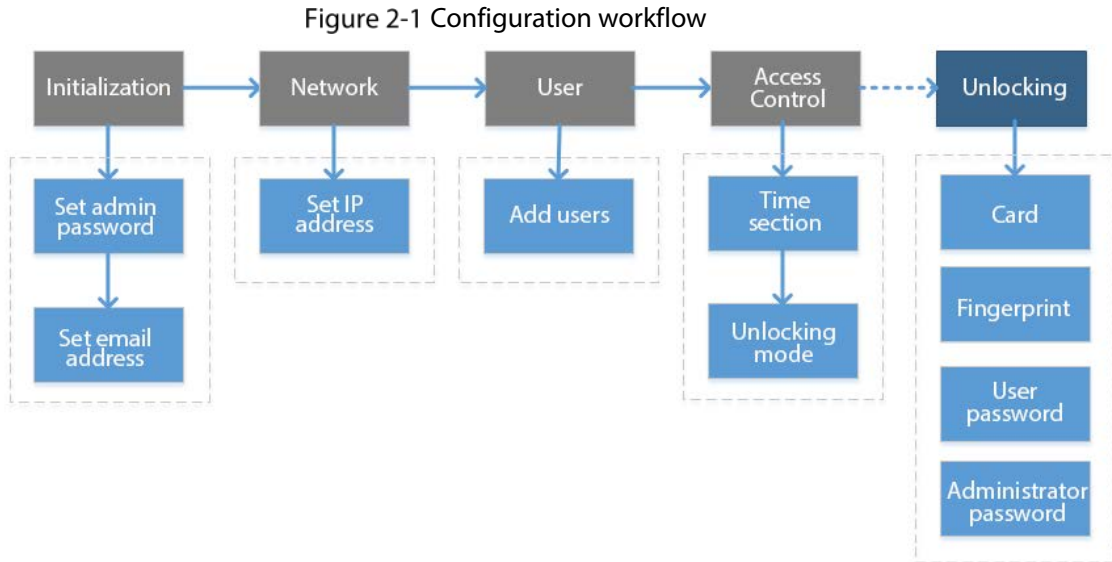 Figure 2-1 Configuration workflow
Initialization
Network
User
Access
Control
Unlocking
Set admin
password
Set email
address
Set IP
address
Add users
Time
section
Unlocking
mode
Card
Fingerprint
User
password
Administrator
password